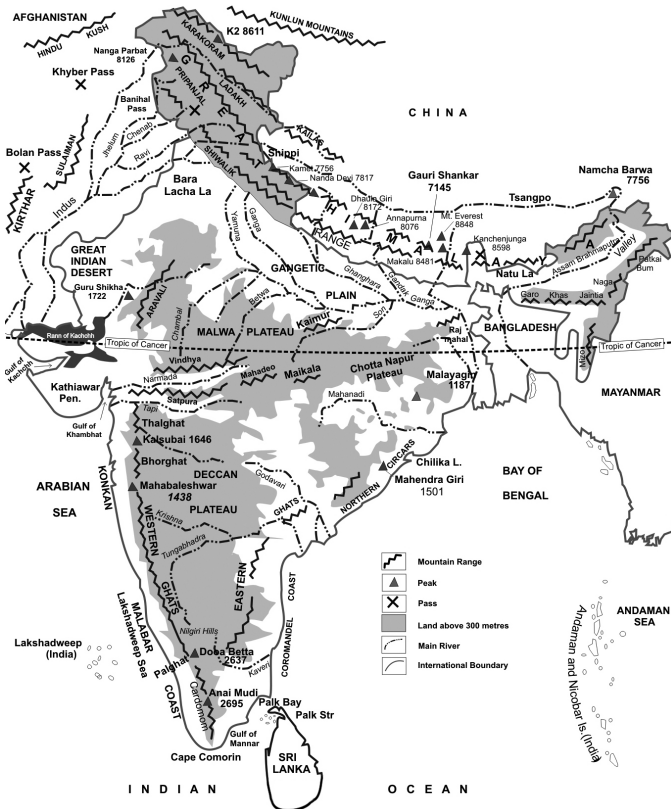 AFGHANISTAN
HINDU KUSH
KARAKORAM
K2 8611
KUNLUN MOUNTAINS
Nanga Parbat
8126
Khyber Pass
G R E A T
LADAKH
PRIPANJAL
Banihal
Pass
C H I N A
Jhelum
Chenab
Ravi
SULAIMAN
Bolan Pass
KIRTHAR
Indus
SHIWALIK
KAILAS
Shippi
Kamet 7756
Nanda Devi 7817
Bara
Lacha La
Gauri Shankar
7145
Namcha Barwa
7756
Tsangpo
Dhaula Giri
8172
Annapurna
8076
Mt. Everest
8848
Kanchenjunga
8598
H I M A L A Y A
RANGE
Makalu 8481
Natu La
Assam Brahmaputra
Valley
Patkai
Bum
Naga
Garo Khas Jaintia
Mizo
Yamuna
Ganga
GREAT
INDIAN
DESERT
Guru Shikha
1722
ARAVALI
GANGETIC
PLAIN
Ghanghara
Gandak
Ganga
Chambal
Betwa
Son
Kaimur
MALWA PLATEAU
Raj
mahal
BANGLADESH
Rann of Kachchh
Tropic of Cancer
Tropic of Cancer
Gulf of
Kachchh
Vindhya
Narmada
Mahadeo
Maikala
Chotta Napur
Plateau
Malayagiri
1187
MAYANMAR
Kathiawar
Pen.
Satpura
Tapi
Gulf of
Khambhat
Mahanadi
Thalghat
Kalsubai 1646
Bhorghat
DECCAN
PLATEAU
Godavari
Mahabaleshwar
1438
Chilika L.
Mahendra Giri
1501
NORTHERN CIRCARS
BAY OF
BENGAL
ARABIAN
SEA
KONKAN
WESTERN
GHATS
Krishna
Tungabhadra
EASTERN
GHATS
COROMANDEL
COAST
Mountain Range
Peak
Pass
Land above 300 metres
Main River
International Boundary
ANDAMAN
SEA
Andaman and Nicobar Is.(India)
MALABAR
COAST
Lakshadweep Sea
Lakshadweep
(India)
Nilgiri Hills
Palghat
Doba Betta
2637
Kaveri
Anai Mudi
2695
Cardomom
Palk Bay
Palk Str
Gulf of
Mannar
Cape Comorin
SRI
LANKA
I N D I A N
O C E A N